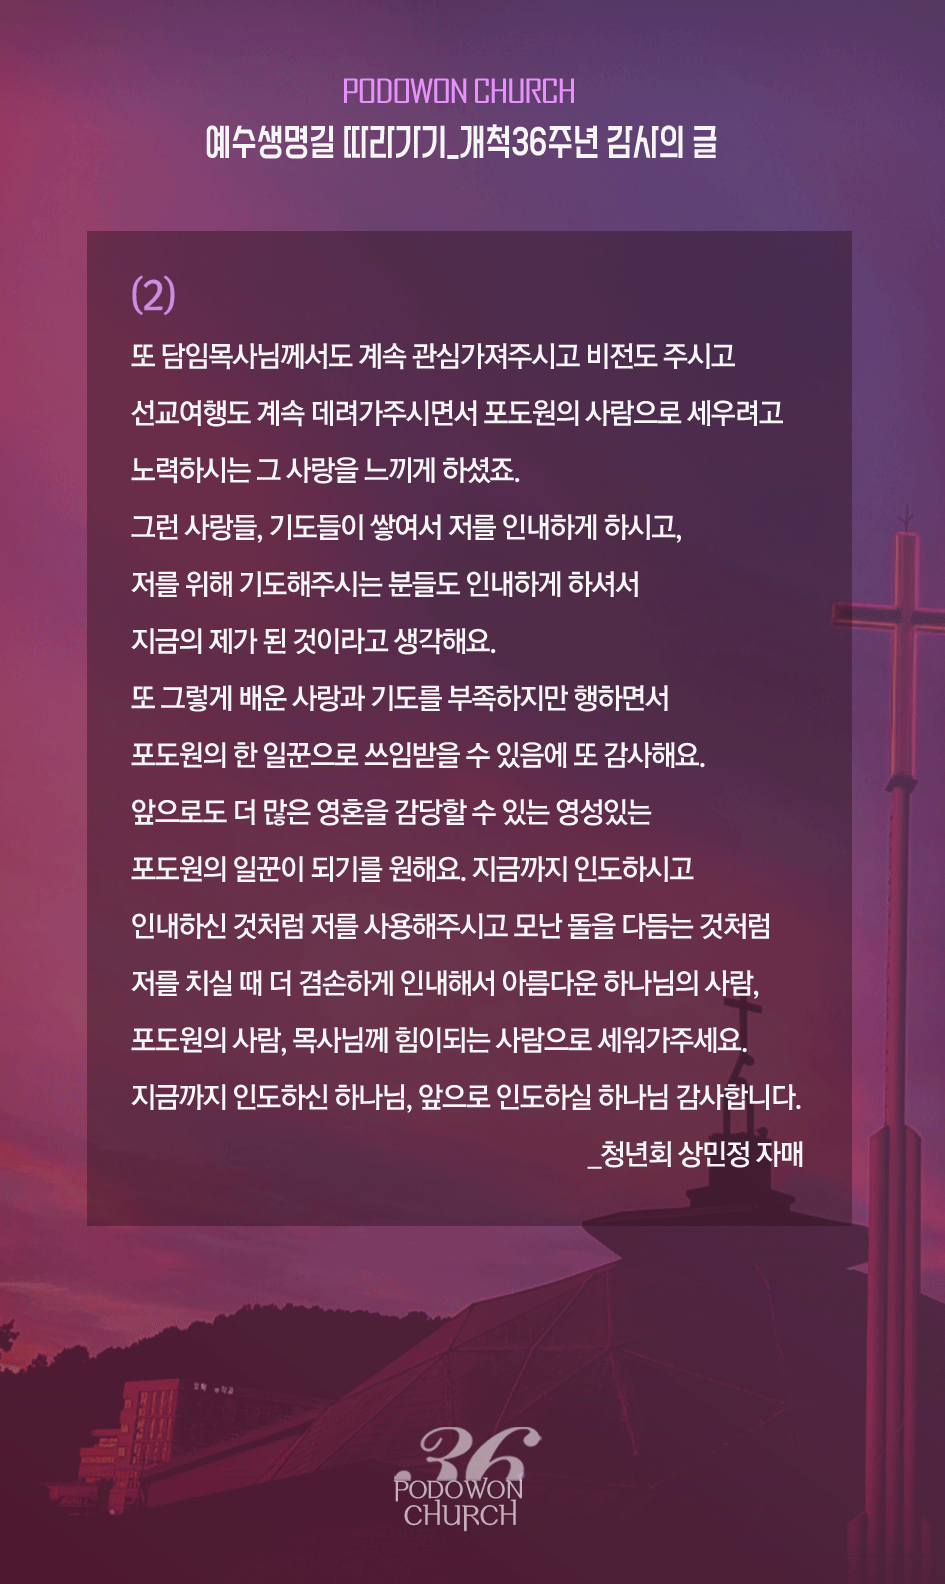 PODOWON CHURCH
예수생명길 따라가기_개척36주년 감사의 글
(2)
또 담임목사님께서도 계속 관심가져주시고 비전도 주시고
선교여행도 계속 데려가주시면서 포도원의 사람으로 세우려고
노력하시는 그 사랑을 느끼게 하셨죠.
그런 사랑들, 기도들이 쌓여서 저를 인내하게 하시고,
저를 위해 기도해주시는 분들도 인내하게 하셔서
지금의 제가 된 것이라고 생각해요.
또 그렇게 배운 사랑과 기도를 부족하지만 행하면서
포도원의 한 일꾼으로 쓰임받을 수 있음에 또 감사해요.
앞으로도 더 많은 영혼을 감당할 수 있는 영성있는
포도원의 일꾼이 되기를 원해요. 지금까지 인도하시고
인내하신 것처럼 저를 사용해주시고 모난 돌을 다듬는 것처럼
저를 치실 때 더 겸손하게 인내해서 아름다운 하나님의 사람,
포도원의 사람, 목사님께 힘이되는 사람으로 세워가주세요.
지금까지 인도하신 하나님, 앞으로 인도하실 하나님 감사합니다.
_청년회 상민정 자매
36
PODOWON
CHURCH